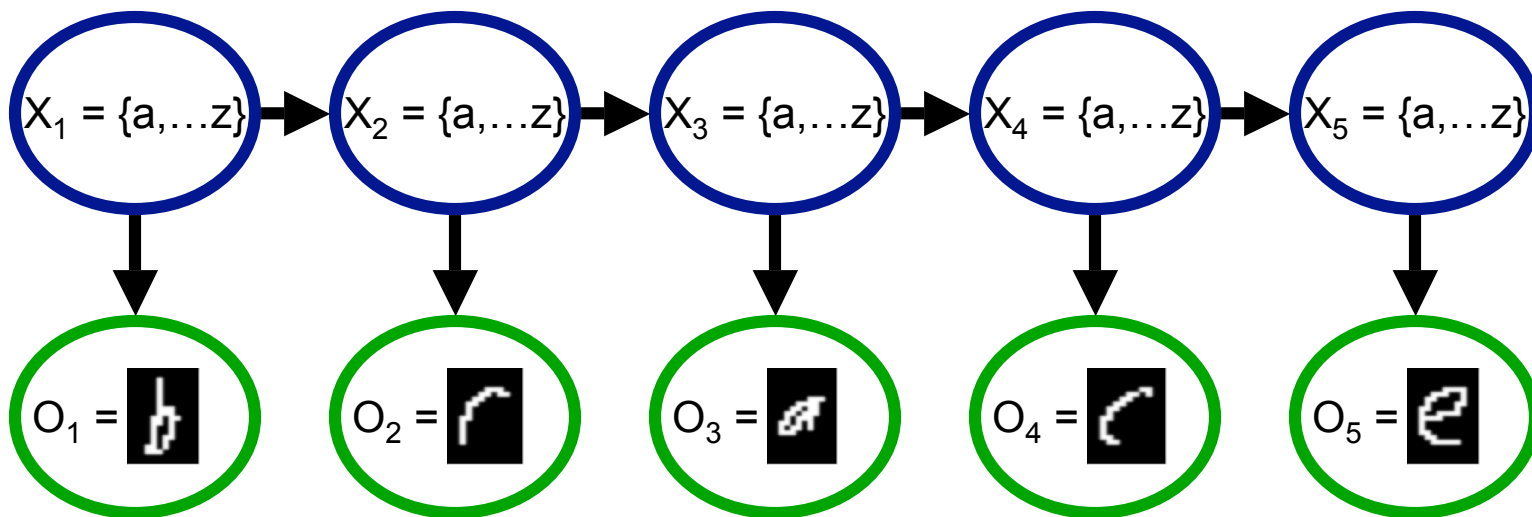 X₁ = {a,…z} X₂ = {a,…z} X₃ = {a,…z} X₄ = {a,…z} X₅ = {a,…z}
O₁ = b O₂ = r O₃ = a O₄ = c O₅ = e